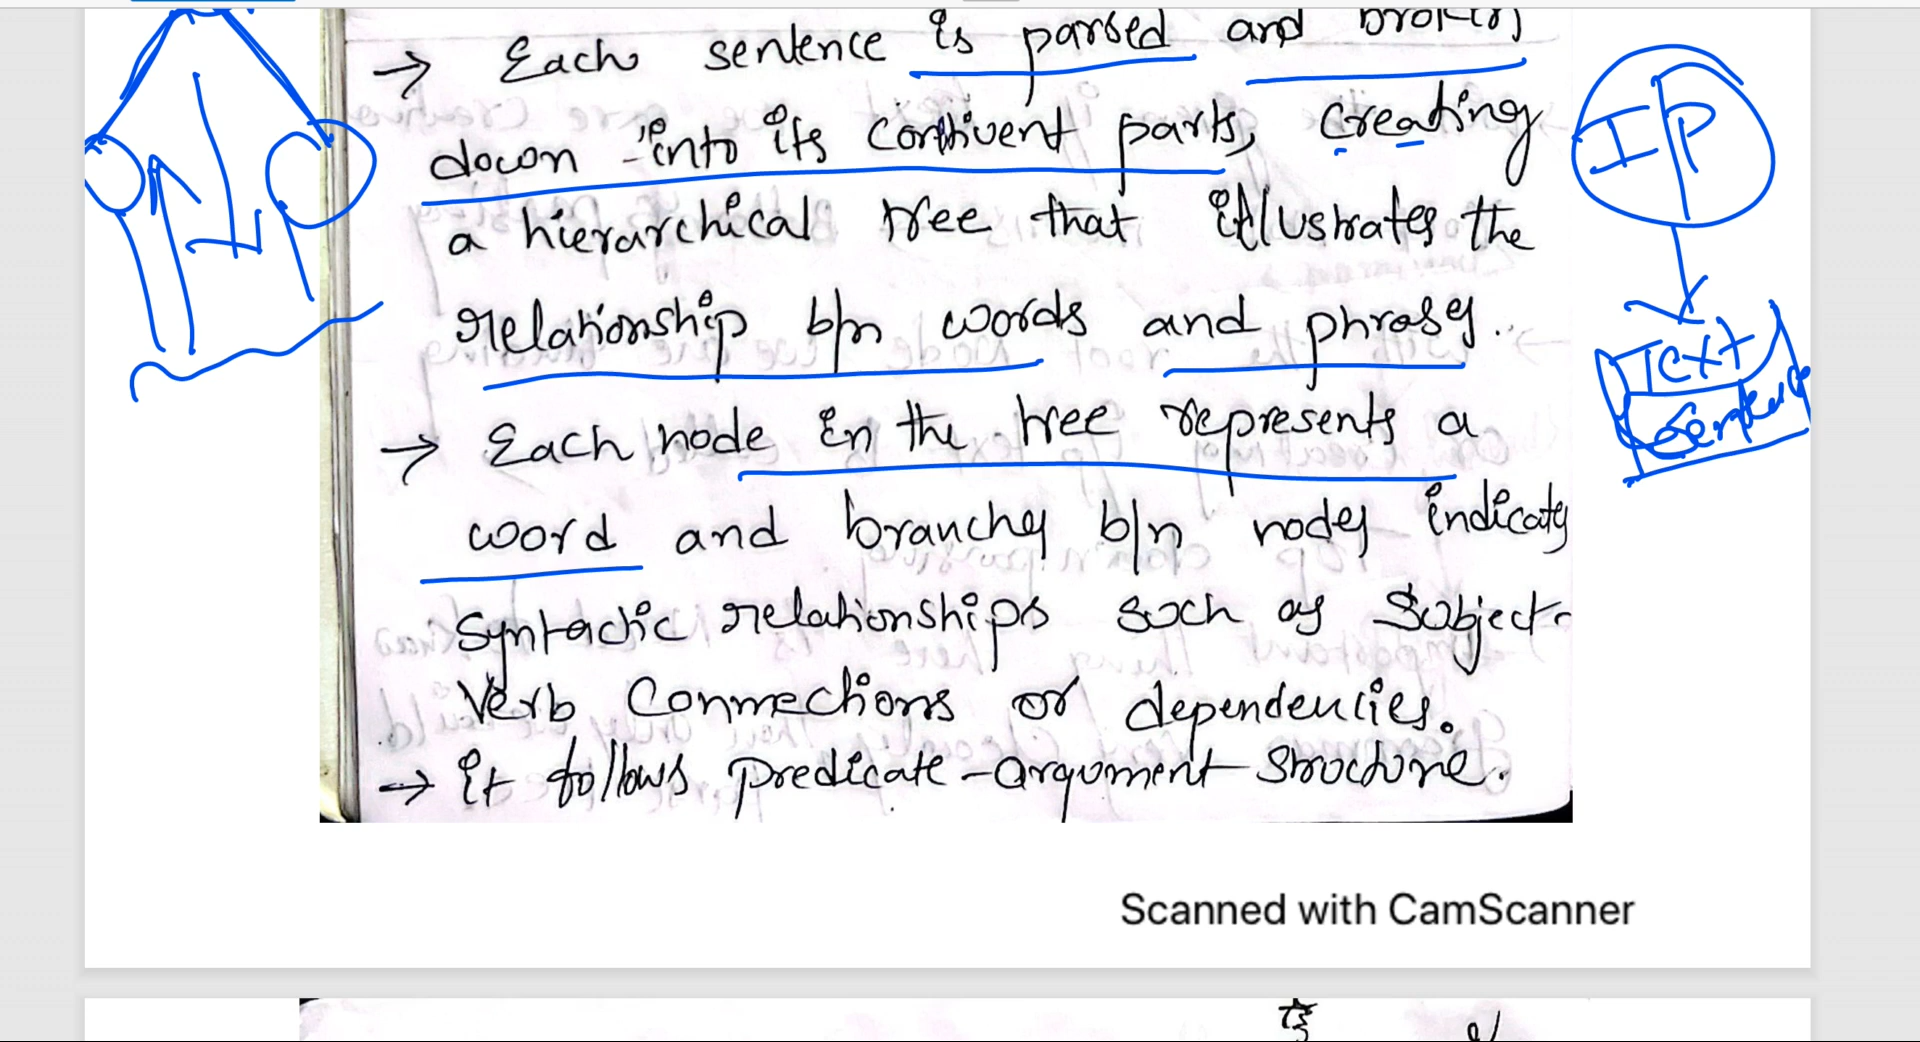 → Each sentence is parsed and broken
down into its contivent parts, creating
a hierarchical tree that illustrates the
relationship b/n words and phrases.
→ Each node in the tree represents a
word and branches b/n nodes indicates
syntactic relationships such as Subject-
Verb Connections or dependencies.
→ it follows predicate-argument structure.
IP
Text
Sentence
Scanned with CamScanner